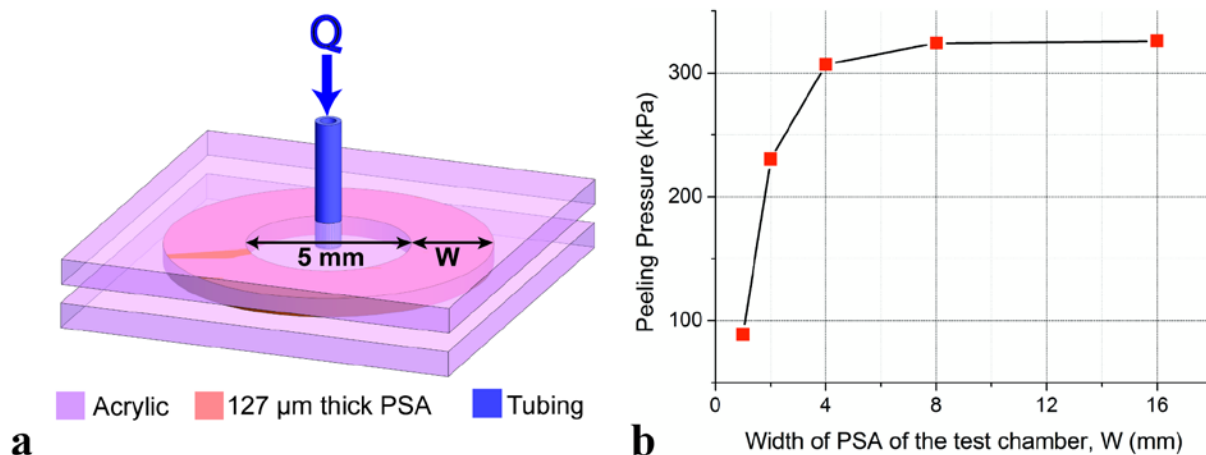 Q
5 mm
W
Acrylic
127 µm thick PSA
Tubing
a
Peeling Pressure (kPa)
300
200
100
0
4
8
12
16
Width of PSA of the test chamber, W (mm)
b